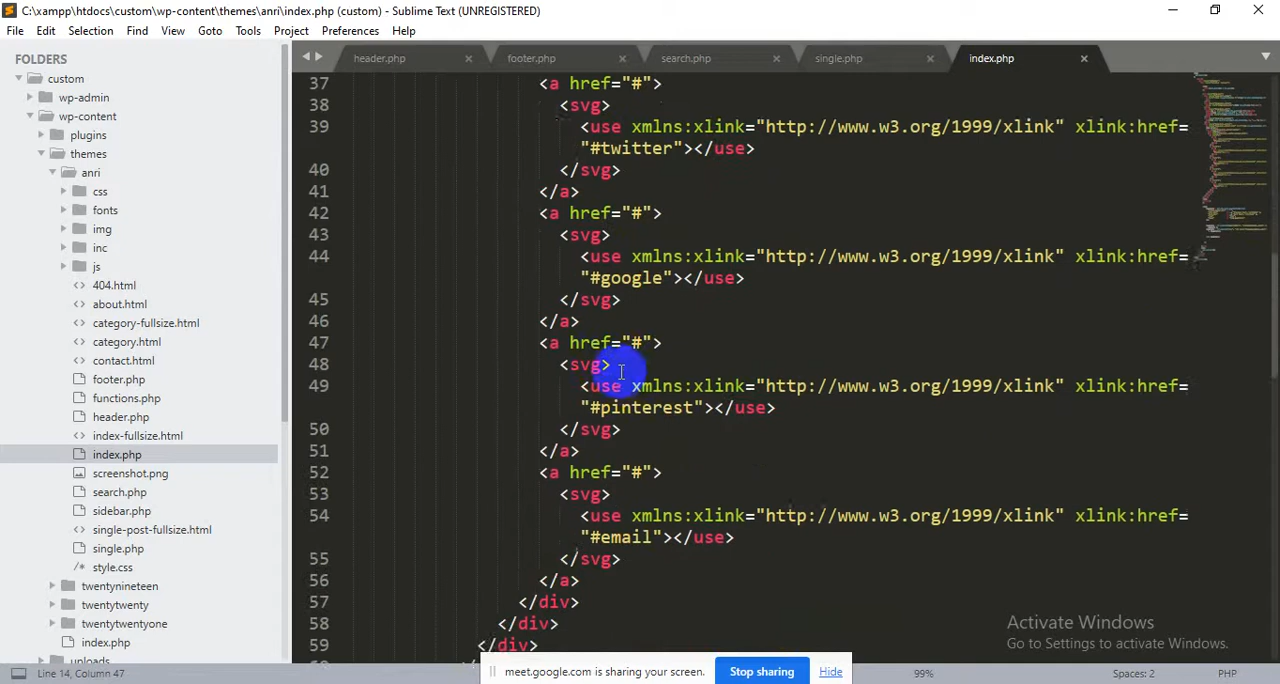 C:\xampp\htdocs\custom\wp-content\themes\anri\index.php (custom) - Sublime Text (UNREGISTERED)
File Edit Selection Find View Goto Tools Project Preferences Help
FOLDERS
custom
wp-admin
wp-content
plugins
themes
anri
css
fonts
img
inc
js
404.html
about.html
category-fullsize.html
category.html
contact.html
footer.php
functions.php
header.php
index-fullsize.html
index.php
screenshot.png
search.php
sidebar.php
single-post-fullsize.html
single.php
style.css
twentynineteen
twentytwenty
twentytwentyone
index.php
uploads
header.php footer.php search.php single.php index.php
37 <a href="#">
38 <svg>
39 <use xmlns:xlink="http://www.w3.org/1999/xlink" xlink:href=
"#twitter"></use>
40 </svg>
41 </a>
42 <a href="#">
43 <svg>
44 <use xmlns:xlink="http://www.w3.org/1999/xlink" xlink:href=
"#google"></use>
45 </svg>
46 </a>
47 <a href="#">
48 <svg>
49 <use xmlns:xlink="http://www.w3.org/1999/xlink" xlink:href=
"#pinterest"></use>
50 </svg>
51 </a>
52 <a href="#">
53 <svg>
54 <use xmlns:xlink="http://www.w3.org/1999/xlink" xlink:href=
"#email"></use>
55 </svg>
56 </a>
57 </div>
58 </div>
59 </div>
Activate Windows
Go to Settings to activate Windows.
meet.google.com is sharing your screen. Stop sharing Hide
Line 14, Column 47 99% Spaces: 2 PHP